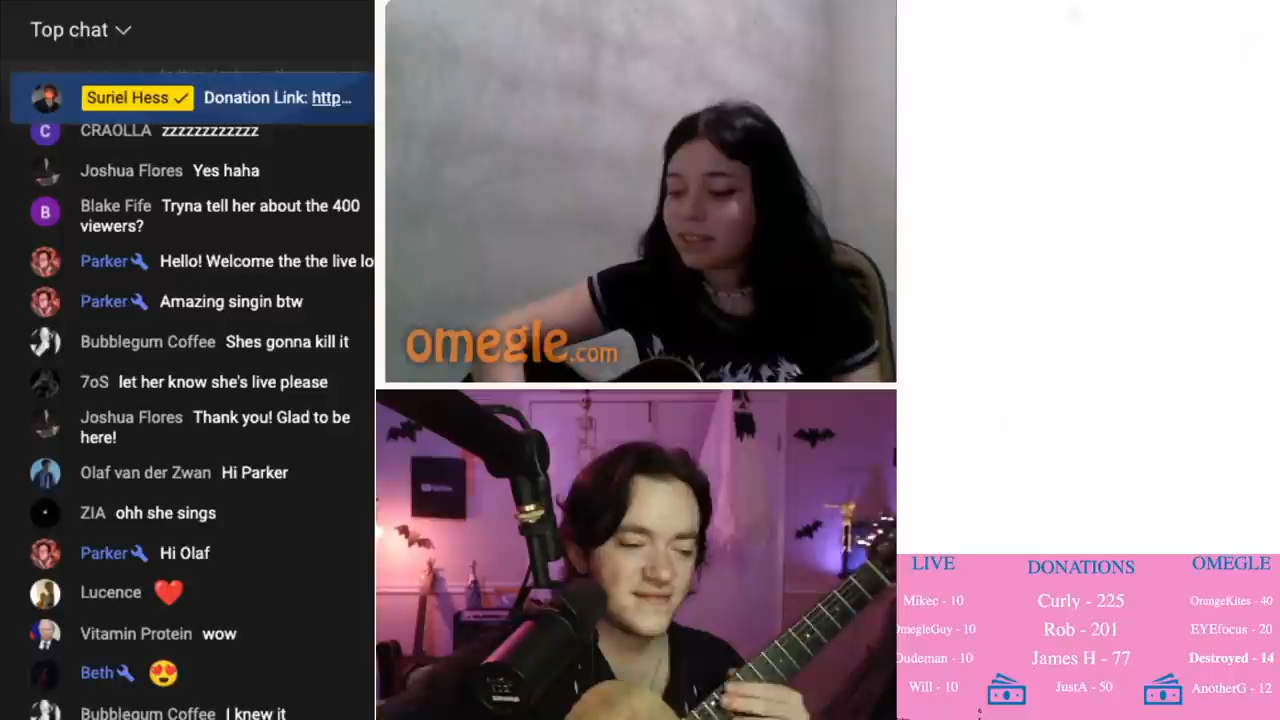 Top chat
Suriel Hess Donation Link: http...
CRAOLLA zzzzzzzzzzzz
Joshua Flores Yes haha
Blake Fife Tryna tell her about the 400
viewers?
Parker Hello! Welcome the the live lo
Parker Amazing singin btw
Bubblegum Coffee Shes gonna kill it
7oS let her know she's live please
Joshua Flores Thank you! Glad to be
here!
Olaf van der Zwan Hi Parker
ZIA ohh she sings
Parker Hi Olaf
Lucence
Vitamin Protein wow
Beth
Bubblegum Coffee I knew it
omegle.com
LIVE
Mikec - 10
OmegleGuy - 10
Dudeman - 10
Will - 10
DONATIONS
Curly - 225
Rob - 201
James H - 77
JustA - 50
OMEGLE
OrangeKites - 40
EYEfocus - 20
Destroyed - 14
AnotherG - 12